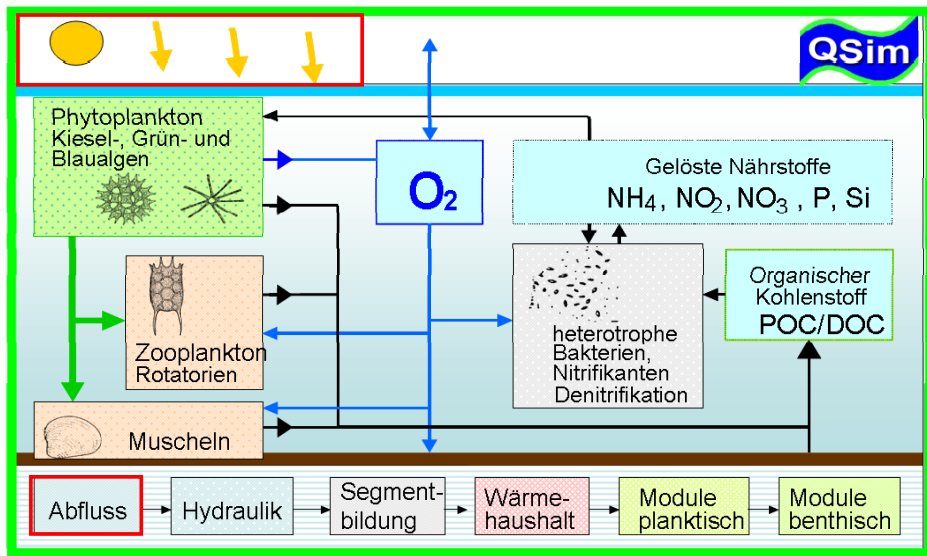 QSim
Phytoplankton
Kiesel-, Grün- und
Blaualgen
O2
Gelöste Nährstoffe
NH4, NO2, NO3 , P, Si
Organischer
Kohlenstoff
POC/DOC
heterotrophe
Bakterien,
Nitrifikanten
Denitrifikation
Zooplankton
Rotatorien
Muscheln
Abfluss
Hydraulik
Segment-
bildung
Wärme-
haushalt
Module
planktisch
Module
benthisch